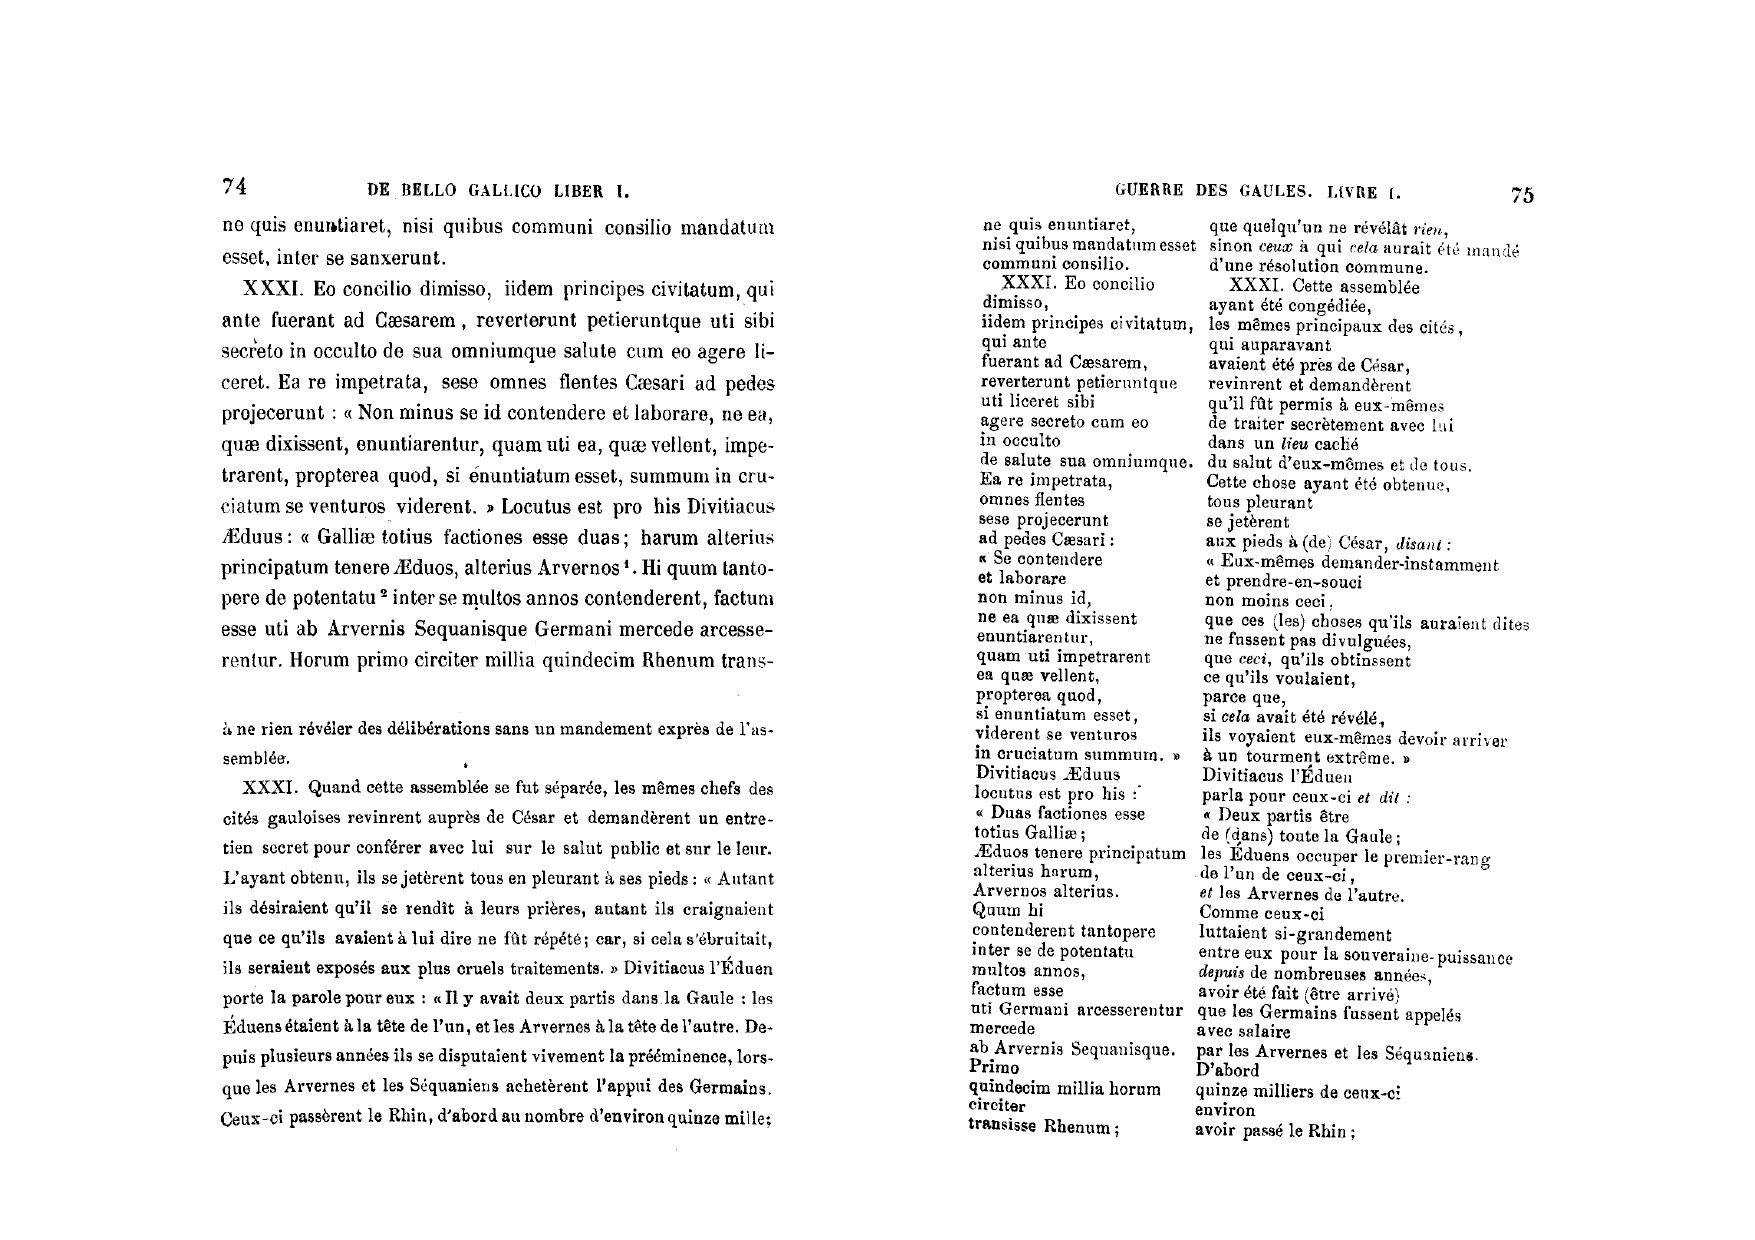 74 DE BELLO GALLICO LIBER I.
ne quis enuntiaret, nisi quibus communi consilio mandatum
esset, inter se sanxerunt.
XXXI. Eo concilio dimisso, iidem principes civitatum, qui
ante fuerant ad Cæsarem, reverterunt petieruntque uti sibi
secreto in occulto de sua omniumque salute cum eo agere li-
ceret. Ea re impetrata, sese omnes flentes Cæsari ad pedes
projecerunt : « Non minus se id contendere et laborare, ne ea,
quæ dixissent, enuntiarentur, quam uti ea, quæ vellent, impe-
trarent, propterea quod, si enuntiatum esset, summum in cru-
ciatum se venturos viderent. » Locutus est pro his Divitiacus
Æduus : « Galliæ totius factiones esse duas ; harum alterius
principatum tenere Æduos, alterius Arvernos ¹. Hi quum tanto-
pere de potentatu ² inter se multos annos contenderent, factum
esse uti ab Arvernis Sequanisque Germani mercede arcesse-
rentur. Horum primo circiter millia quindecim Rhenum trans-
à ne rien révéler des délibérations sans un mandement exprès de l'as-
semblée.
XXXI. Quand cette assemblée se fut séparée, les mêmes chefs des
cités gauloises revinrent auprès de César et demandèrent un entre-
tien secret pour conférer avec lui sur le salut public et sur le leur.
L'ayant obtenu, ils se jetèrent tous en pleurant à ses pieds : « Autant
ils désiraient qu'il se rendît à leurs prières, autant ils craignaient
que ce qu'ils avaient à lui dire ne fût répété ; car, si cela s'ébruitait,
ils seraient exposés aux plus cruels traitements. » Divitiacus l'Éduen
porte la parole pour eux : « Il y avait deux partis dans la Gaule : les
Éduens étaient à la tête de l'un, et les Arvernes à la tête de l'autre. De-
puis plusieurs années ils se disputaient vivement la prééminence, lors-
que les Arvernes et les Séquaniens achetèrent l'appui des Germains.
Ceux-ci passèrent le Rhin, d'abord au nombre d'environ quinze mille ;
GUERRE DES GAULES. LIVRE I. 75
ne quis enuntiaret,
nisi quibus mandatum esset
communi consilio.
XXXI. Eo concilio
dimisso,
iidem principes civitatum,
qui ante
fuerant ad Cæsarem,
reverterunt petieruntque
uti liceret sibi
agere secreto cum eo
in occulto
de salute sua omniumque.
Ea re impetrata,
omnes flentes
sese projecerunt
ad pedes Cæsari :
« Se contendere
et laborare
non minus id,
ne ea quæ dixissent
enuntiarentur,
quam uti impetrarent
ea quæ vellent,
propterea quod,
si enuntiatum esset,
viderent se venturos
in cruciatum summum. »
Divitiacus Æduus
locutus est pro his :
« Duas factiones esse
totius Galliæ ;
Æduos tenere principatum
alterius harum,
Arvernos alterius.
Quum hi
contenderent tantopere
inter se de potentatu
multos annos,
factum esse
uti Germani arcesserentur
mercede
ab Arvernis Sequanisque.
Primo
quindecim millia horum
circiter
transisse Rhenum ;
que quelqu'un ne révélât rien,
sinon ceux à qui cela aurait été mandé
d'une résolution commune.
XXXI. Cette assemblée
ayant été congédiée,
les mêmes principaux des cités,
qui auparavant
avaient été près de César,
revinrent et demandèrent
qu'il fût permis à eux-mêmes
de traiter secrètement avec lui
dans un lieu caché
du salut d'eux-mêmes et de tous.
Cette chose ayant été obtenue,
tous pleurant
se jetèrent
aux pieds à (de) César, disant :
« Eux-mêmes demander-instamment
et prendre-en-souci
non moins ceci,
que ces (les) choses qu'ils auraient dites
ne fussent pas divulguées,
que ceci, qu'ils obtinssent
ce qu'ils voulaient,
parce que,
si cela avait été révélé,
ils voyaient eux-mêmes devoir arriver
à un tourment extrême. »
Divitiacus l'Éduen
parla pour ceux-ci et dit :
« Deux partis être
de (dans) toute la Gaule ;
les Éduens occuper le premier-rang
de l'un de ceux-ci,
et les Arvernes de l'autre.
Comme ceux-ci
luttaient si-grandement
entre eux pour la souveraine-puissance
depuis de nombreuses années,
avoir été fait (être arrivé)
que les Germains fussent appelés
avec salaire
par les Arvernes et les Séquaniens.
D'abord
quinze milliers de ceux-ci
environ
avoir passé le Rhin ;